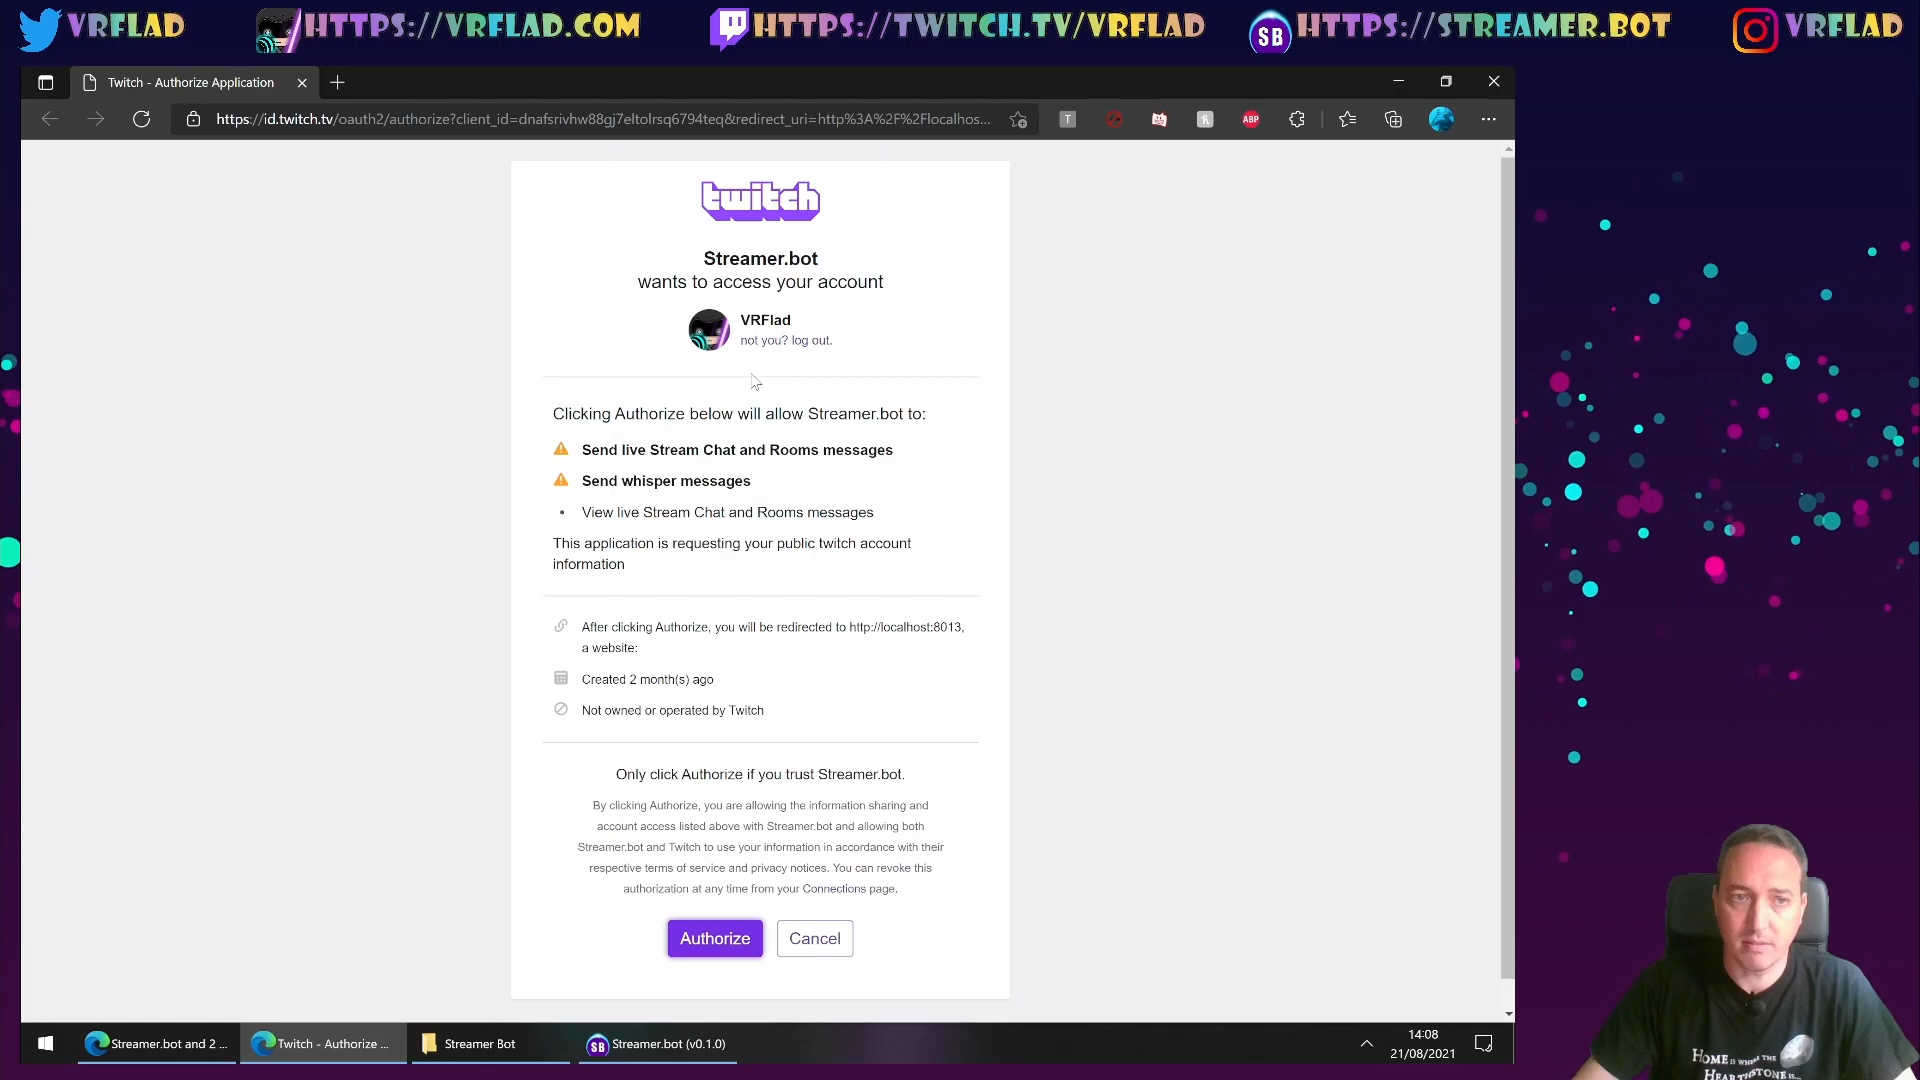 VRFLAD
HTTPS://VRFLAD.COM
HTTPS://TWITCH.TV/VRFLAD
SB
HTTPS://STREAMER.BOT
VRFLAD
Twitch - Authorize Application
https://id.twitch.tv/oauth2/authorize?client_id=dnafsrivhw88gj7eltolrsq6794teq&redirect_uri=http%3A%2F%2Flocalhos...
T
ABP
twitch
Streamer.bot
wants to access your account
VRFlad
not you? log out.
Clicking Authorize below will allow Streamer.bot to:
Send live Stream Chat and Rooms messages
Send whisper messages
• View live Stream Chat and Rooms messages
This application is requesting your public twitch account
information
After clicking Authorize, you will be redirected to http://localhost:8013,
a website:
Created 2 month(s) ago
Not owned or operated by Twitch
Only click Authorize if you trust Streamer.bot.
By clicking Authorize, you are allowing the information sharing and
account access listed above with Streamer.bot and allowing both
Streamer.bot and Twitch to use your information in accordance with their
respective terms of service and privacy notices. You can revoke this
authorization at any time from your Connections page.
Authorize
Cancel
Streamer.bot and 2 ...
Twitch - Authorize ...
Streamer Bot
SB
Streamer.bot (v0.1.0)
14:08
21/08/2021
HOME IS WHERE THE
HEARTHSTONE IS...